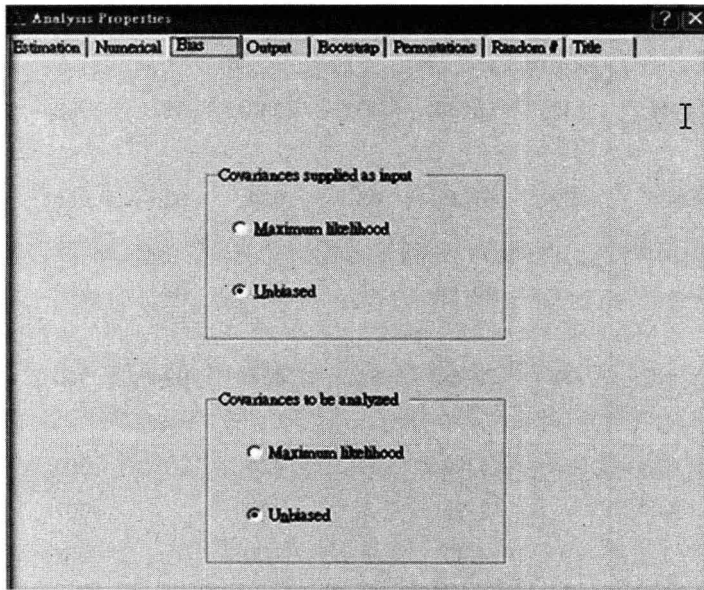 Analysis Properties
Estimation Numerical Bias Output Bootstrap Permutations Random # Title
Covariances supplied as input
Maximum likelihood
Unbiased
Covariances to be analyzed
Maximum likelihood
Unbiased